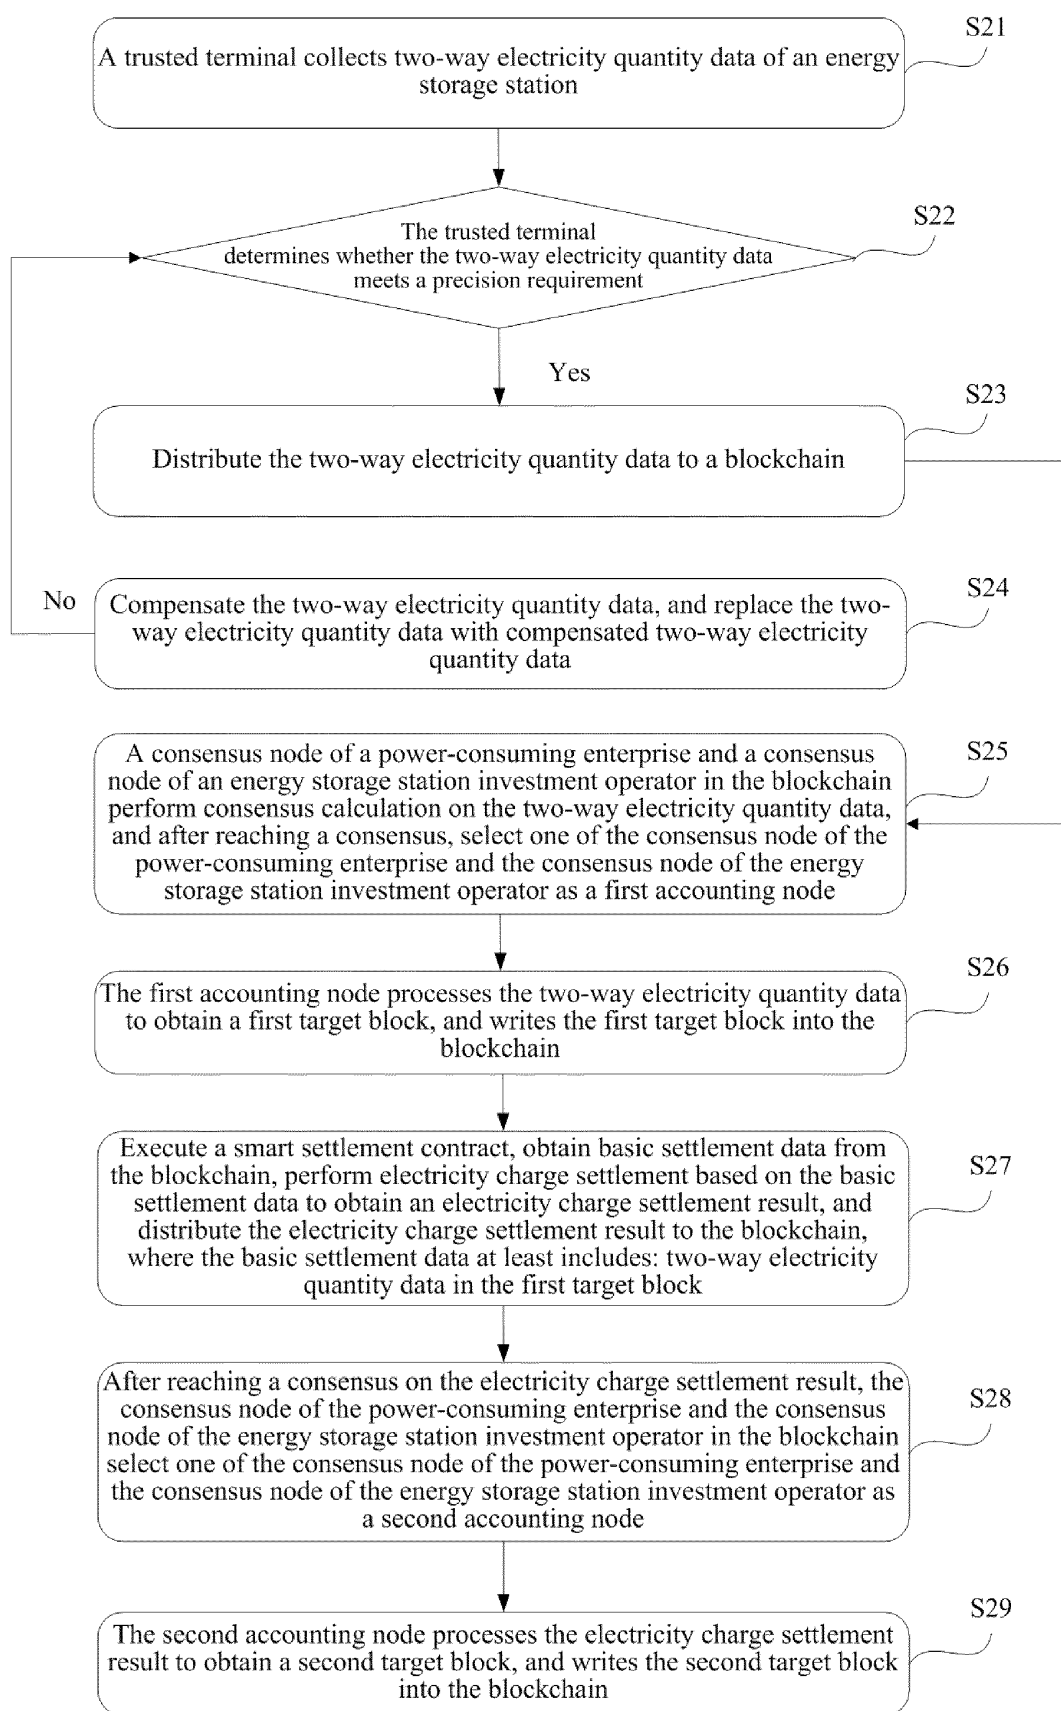 S21
A trusted terminal collects two-way electricity quantity data of an energy
storage station
S22
The trusted terminal
determines whether the two-way electricity quantity data
meets a precision requirement
Yes
S23
Distribute the two-way electricity quantity data to a blockchain
S24
No
Compensate the two-way electricity quantity data, and replace the two-
way electricity quantity data with compensated two-way electricity
quantity data
S25
A consensus node of a power-consuming enterprise and a consensus
node of an energy storage station investment operator in the blockchain
perform consensus calculation on the two-way electricity quantity data,
and after reaching a consensus, select one of the consensus node of the
power-consuming enterprise and the consensus node of the energy
storage station investment operator as a first accounting node
S26
The first accounting node processes the two-way electricity quantity data
to obtain a first target block, and writes the first target block into the
blockchain
S27
Execute a smart settlement contract, obtain basic settlement data from
the blockchain, perform electricity charge settlement based on the basic
settlement data to obtain an electricity charge settlement result, and
distribute the electricity charge settlement result to the blockchain,
where the basic settlement data at least includes: two-way electricity
quantity data in the first target block
S28
After reaching a consensus on the electricity charge settlement result, the
consensus node of the power-consuming enterprise and the consensus
node of the energy storage station investment operator in the blockchain
select one of the consensus node of the power-consuming enterprise and
the consensus node of the energy storage station investment operator as
a second accounting node
S29
The second accounting node processes the electricity charge settlement
result to obtain a second target block, and writes the second target block
into the blockchain